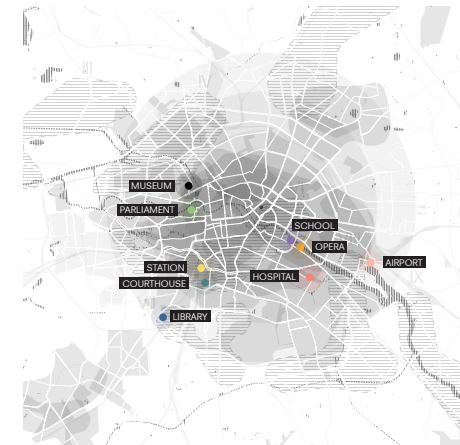 MUSEUM
PARLIAMENT
SCHOOL
OPERA
AIRPORT
STATION
HOSPITAL
COURTHOUSE
LIBRARY